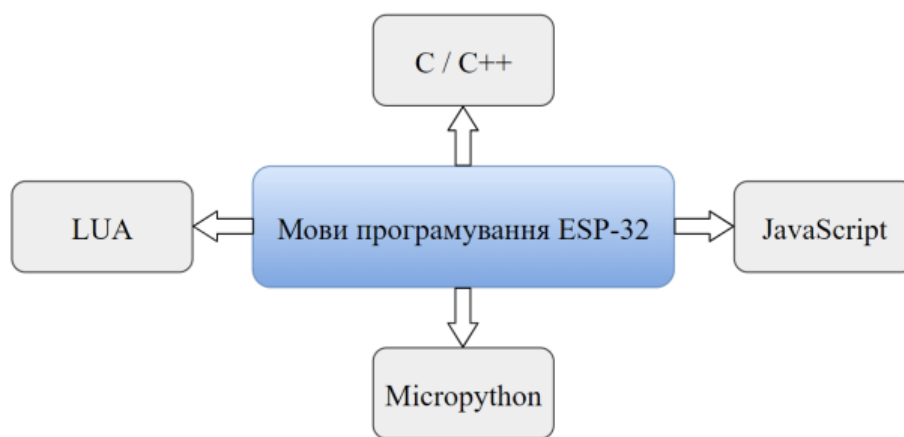 C / C++
LUA
Мови програмування ESP-32
JavaScript
Micropython